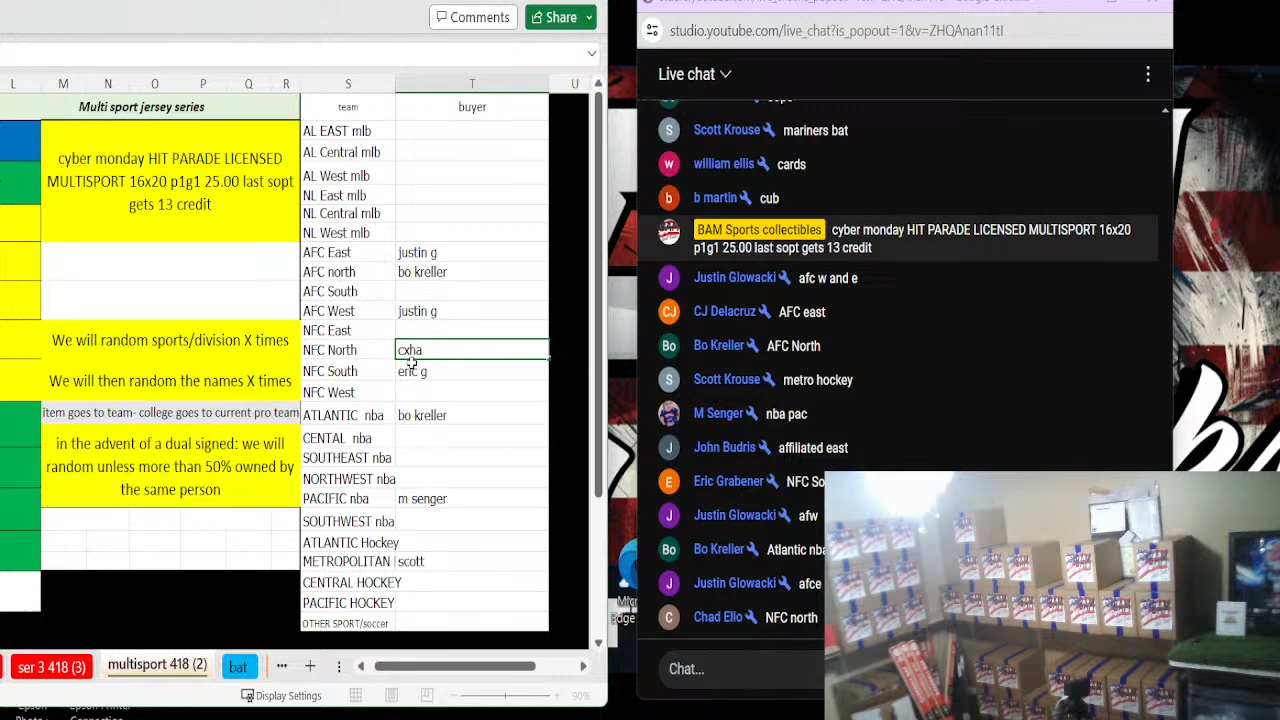 Comments
Share
studio.youtube.com/live_chat?is_popout=1&v=ZHQAnan11tI
Live chat
L M N O P Q R S T U
Multi sport jersey series
team
buyer
cyber monday HIT PARADE LICENSED
MULTISPORT 16x20 p1g1 25.00 last sopt
gets 13 credit
We will random sports/division X times
We will then random the names X times
item goes to team- college goes to current pro team
in the advent of a dual signed: we will
random unless more than 50% owned by
the same person
AL EAST mlb
AL Central mlb
AL West mlb
NL East mlb
NL Central mlb
NL West mlb
AFC East justin g
AFC north bo kreller
AFC South
AFC West justin g
NFC East
NFC North cxha
NFC South eric g
NFC West
ATLANTIC nba bo kreller
CENTAL nba
SOUTHEAST nba
NORTHWEST nba
PACIFIC nba m senger
SOUTHWEST nba
ATLANTIC Hockey
METROPOLITAN scott
CENTRAL HOCKEY
PACIFIC HOCKEY
OTHER SPORT/soccer
ser 3 418 (3)
multisport 418 (2)
bat
Display Settings
90%
S Scott Krouse mariners bat
w william ellis cards
b b martin cub
BAM Sports collectibles cyber monday HIT PARADE LICENSED MULTISPORT 16x20
p1g1 25.00 last sopt gets 13 credit
J Justin Glowacki afc w and e
CJ CJ Delacruz AFC east
Bo Bo Kreller AFC North
S Scott Krouse metro hockey
M Senger nba pac
J John Budris affiliated east
E Eric Grabener NFC So
J Justin Glowacki afw
Bo Bo Kreller Atlantic nba
J Justin Glowacki afce
C Chad Ello NFC north
Chat...
Edge
Connection